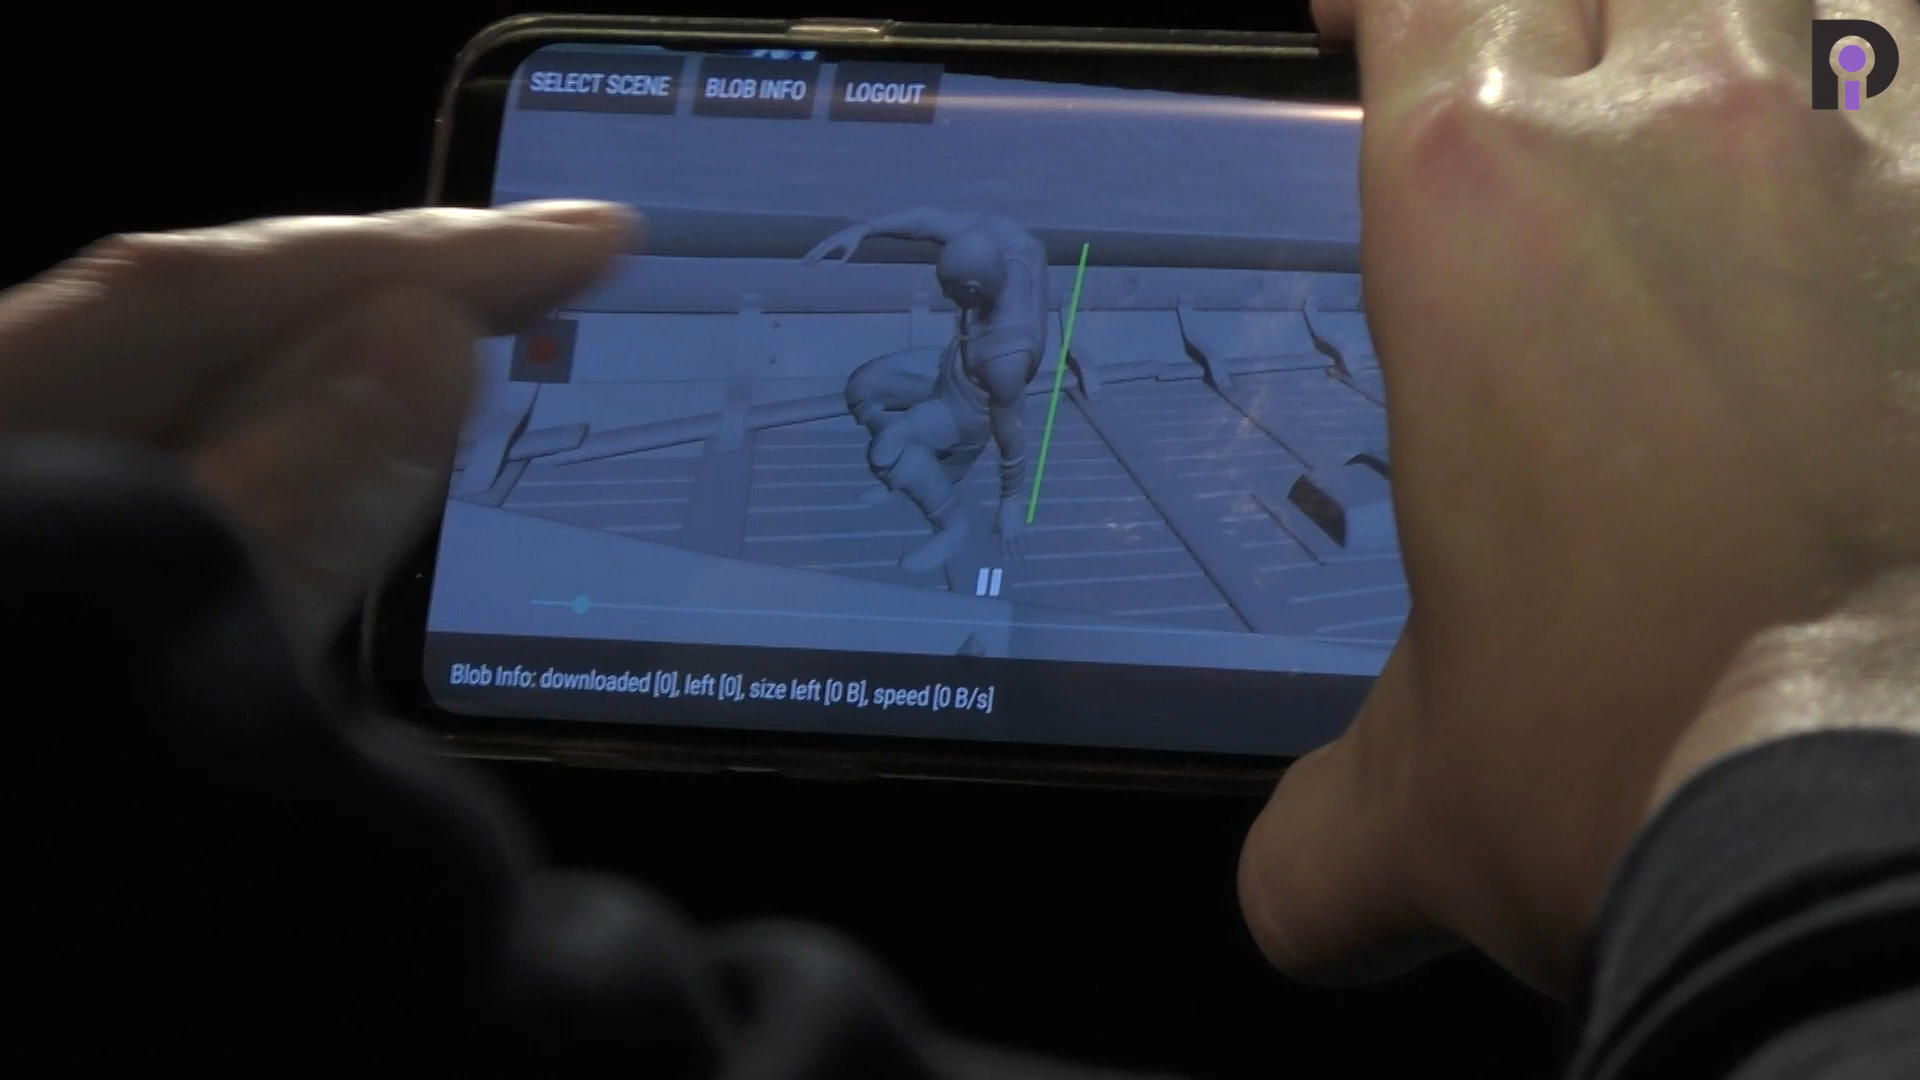 SELECT SCENE
BLOB INFO
LOGOUT
Blob Info: downloaded [0], left [0], size left [0 B], speed [0 B/s]